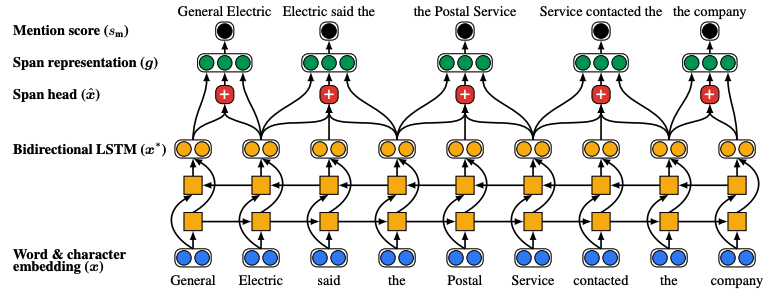 General Electric Electric said the the Postal Service Service contacted the the company
Mention score (sₘ)
Span representation (g)
Span head (x̂)
+ + + + +
Bidirectional LSTM (x*)
Word & character
embedding (x)
General Electric said the Postal Service contacted the company